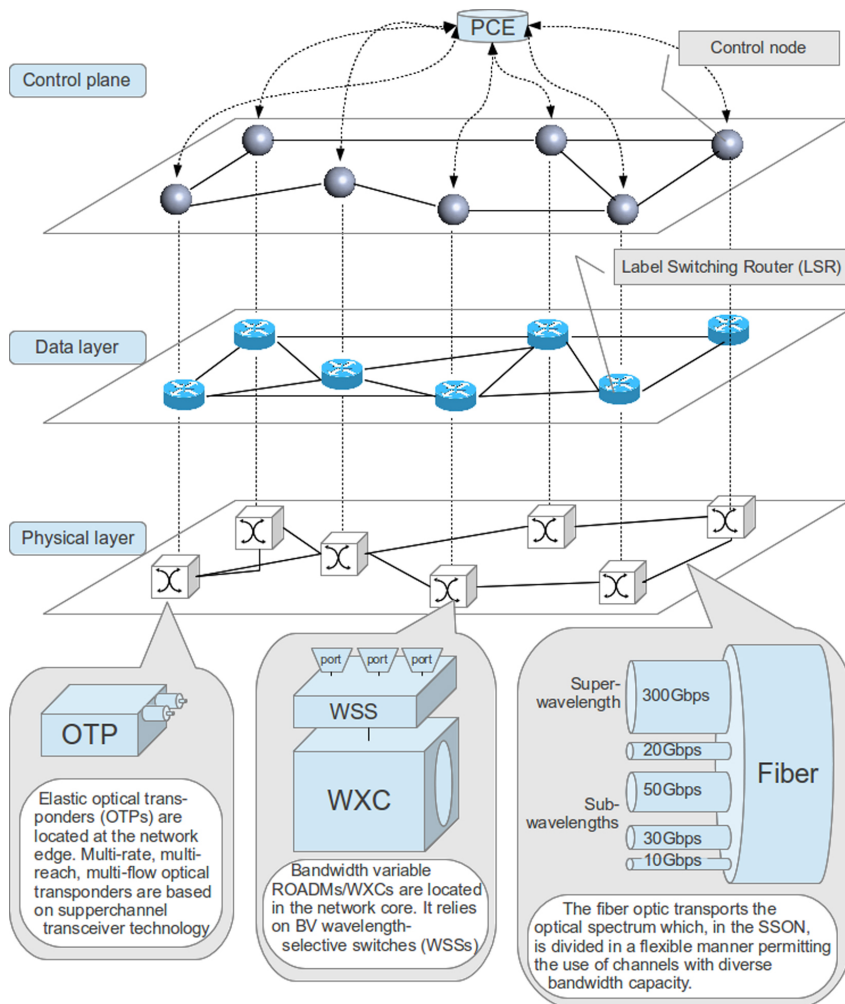 PCE
Control node
Control plane
Label Switching Router (LSR)
Data layer
Physical layer
OTP
Elastic optical trans-
ponders (OTPs) are
located at the network
edge. Multi-rate, multi-
reach, multi-flow optical
transponders are based
on supperchannel
transceiver technology
port
port
port
WSS
WXC
Bandwidth variable
ROADMs/WXCs are located
in the network core. It relies
on BV wavelength-
selective switches (WSSs)
Super-
wavelength
300Gbps
20Gbps
50Gbps
Sub-
wavelengths
30Gbps
10Gbps
Fiber
The fiber optic transports the
optical spectrum which, in the SSON,
is divided in a flexible manner permitting
the use of channels with diverse
bandwidth capacity.